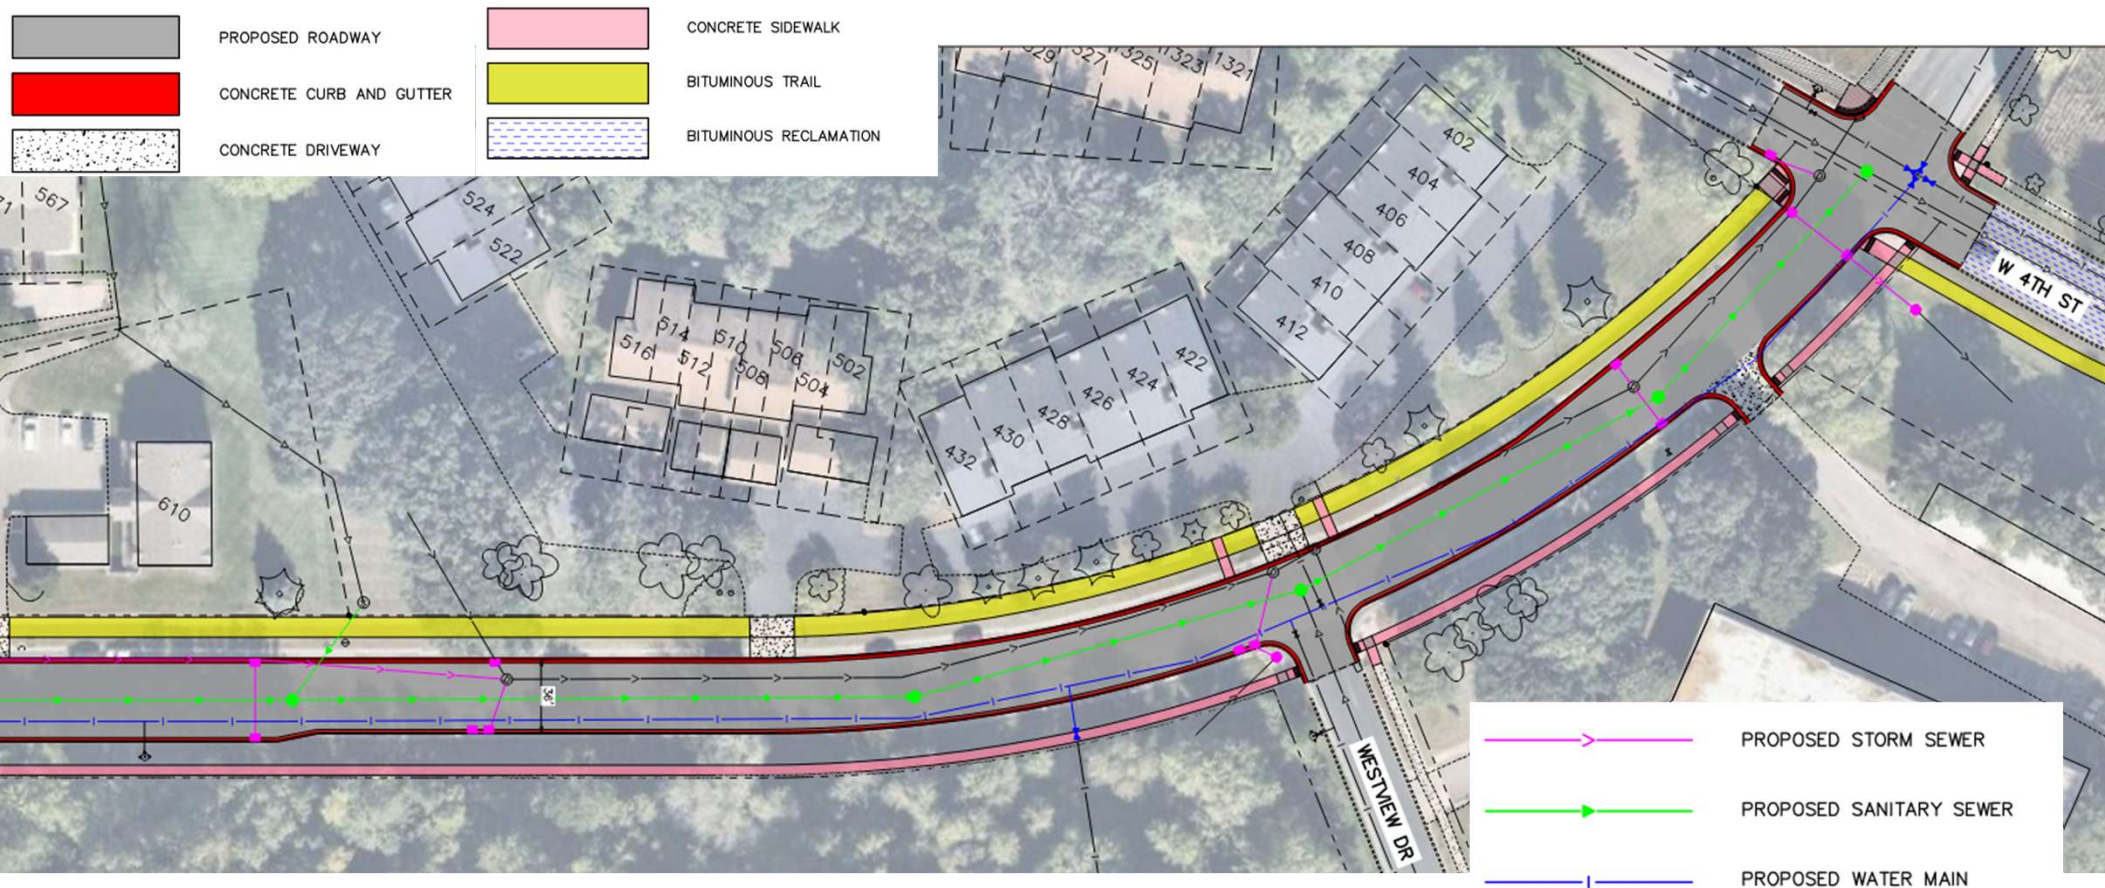 PROPOSED ROADWAY
CONCRETE CURB AND GUTTER
CONCRETE DRIVEWAY
CONCRETE SIDEWALK
BITUMINOUS TRAIL
BITUMINOUS RECLAMATION
1325
1323
1321
567
524
522
402
404
406
408
410
412
516
514
512
510
508
506
504
502
432
430
428
426
424
422
610
36'
W 4TH ST
WESTVIEW DR
PROPOSED STORM SEWER
PROPOSED SANITARY SEWER
PROPOSED WATER MAIN